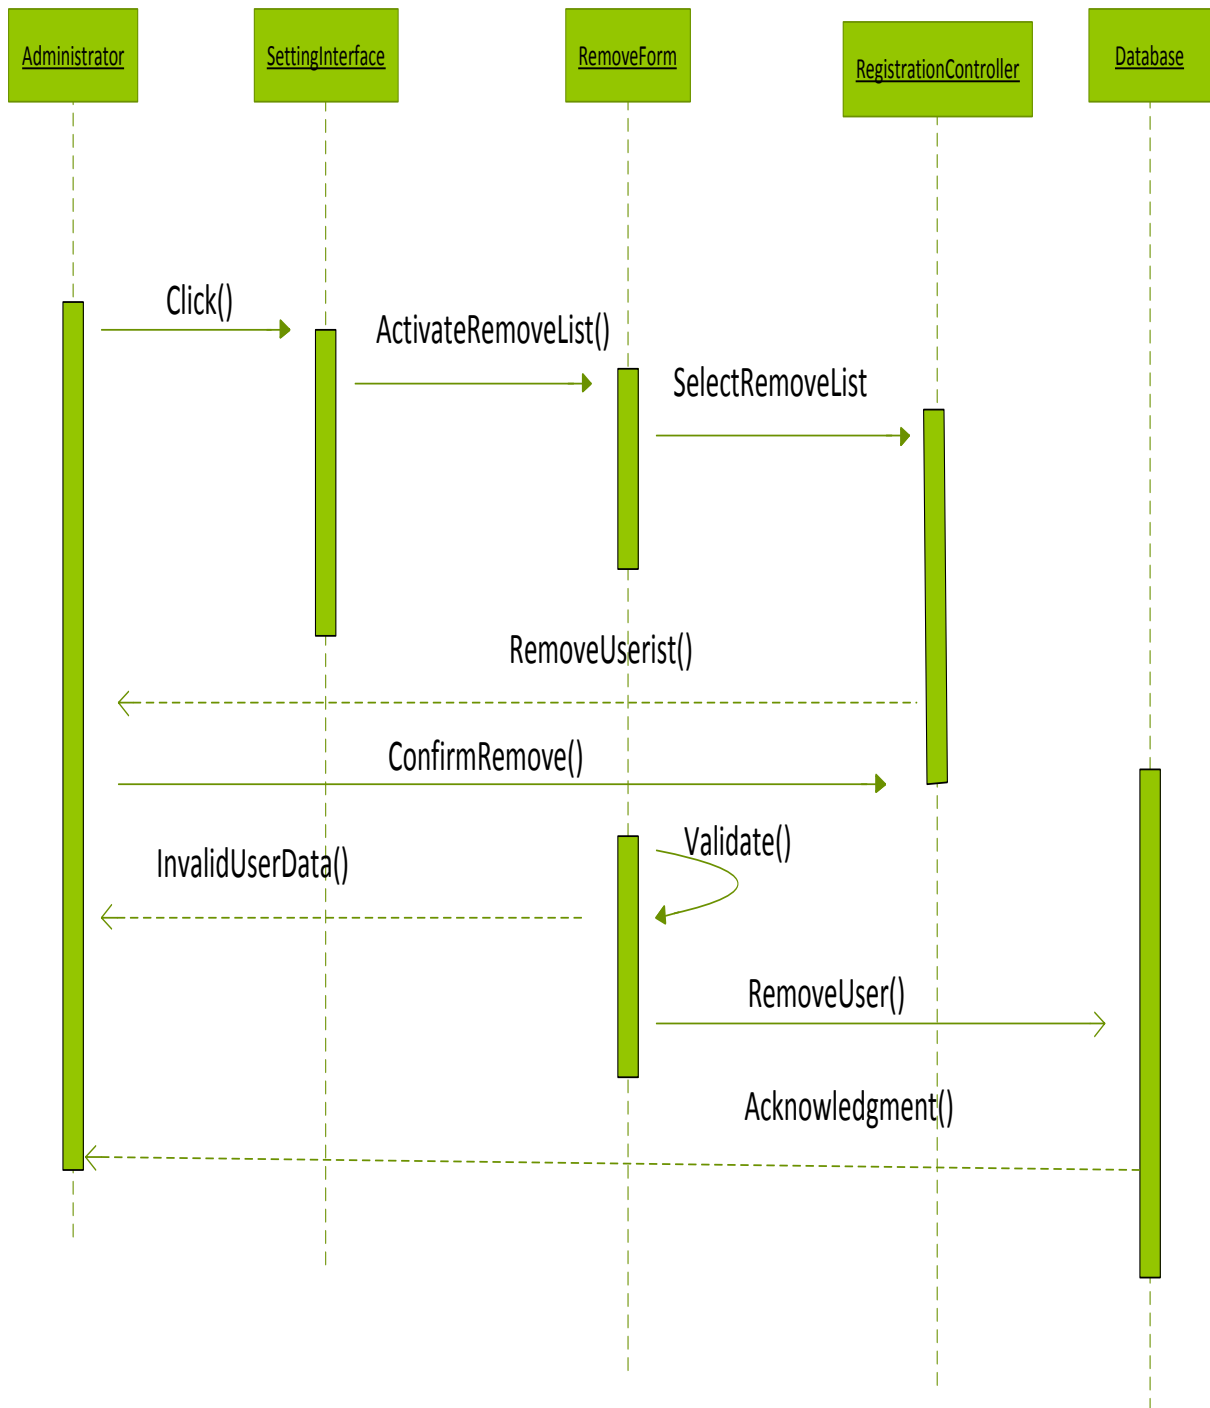 Administrator
SettingInterface
RemoveForm
RegistrationController
Database
Click()
ActivateRemoveList()
SelectRemoveList
RemoveUserist()
ConfirmRemove()
Validate()
InvalidUserData()
RemoveUser()
Acknowledgment()